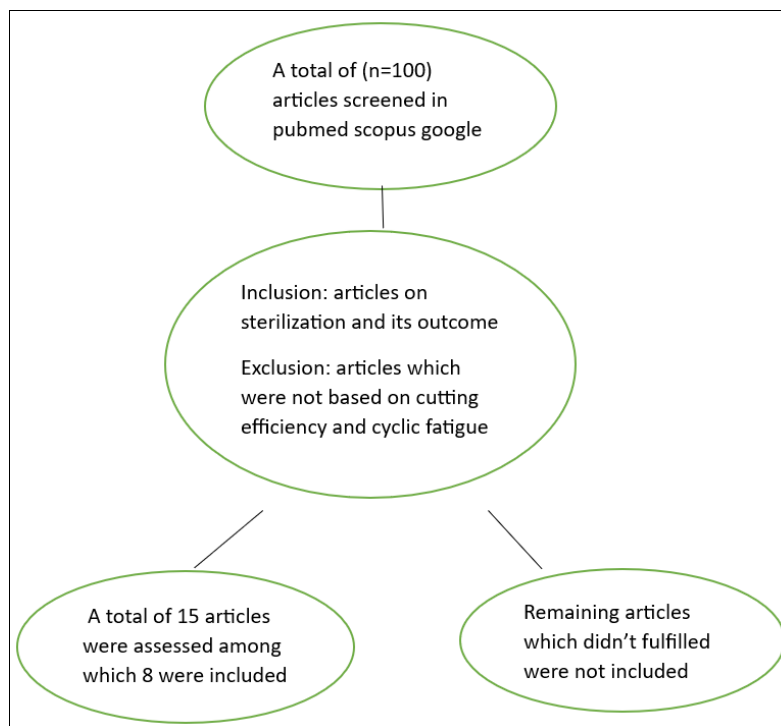 A total of (n=100)
articles screened in
pubmed scopus google
Inclusion: articles on
sterilization and its outcome
Exclusion: articles which
were not based on cutting
efficiency and cyclic fatigue
A total of 15 articles
were assessed among
which 8 were included
Remaining articles
which didn’t fulfilled
were not included